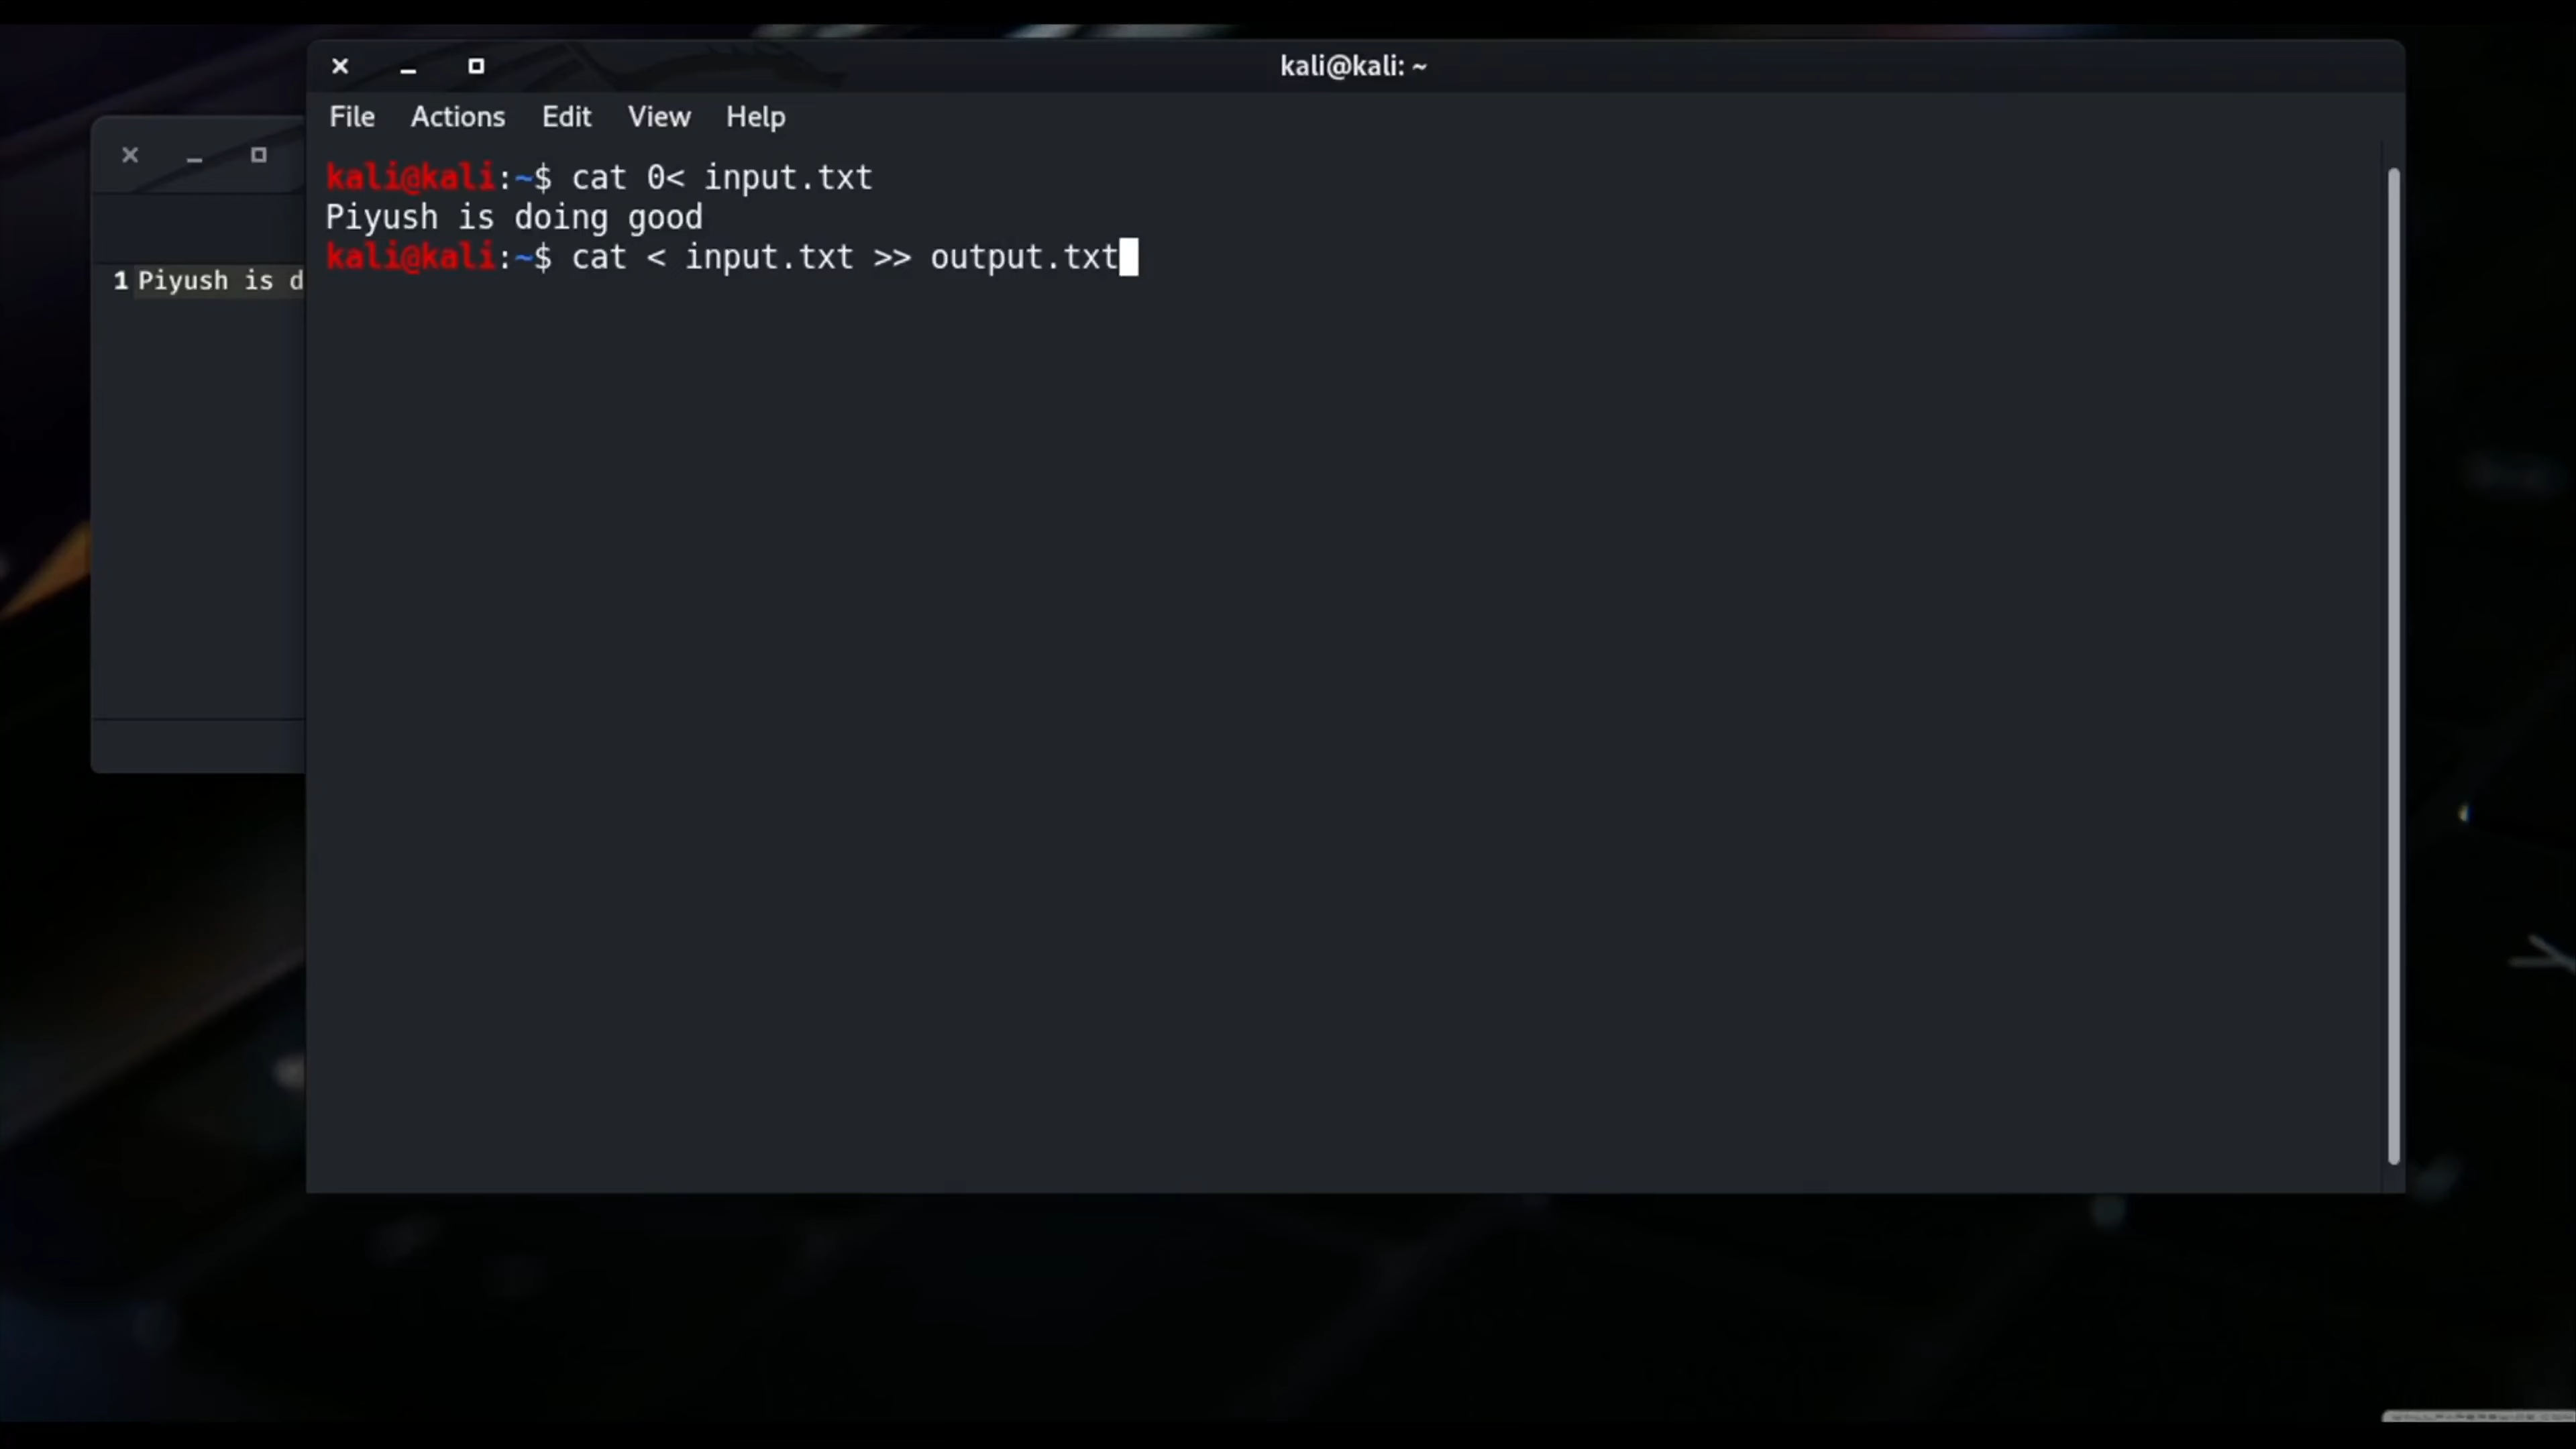 kali@kali: ~
File Actions Edit View Help
kali@kali:~$ cat 0< input.txt
Piyush is doing good
kali@kali:~$ cat < input.txt >> output.txt
1 Piyush is d